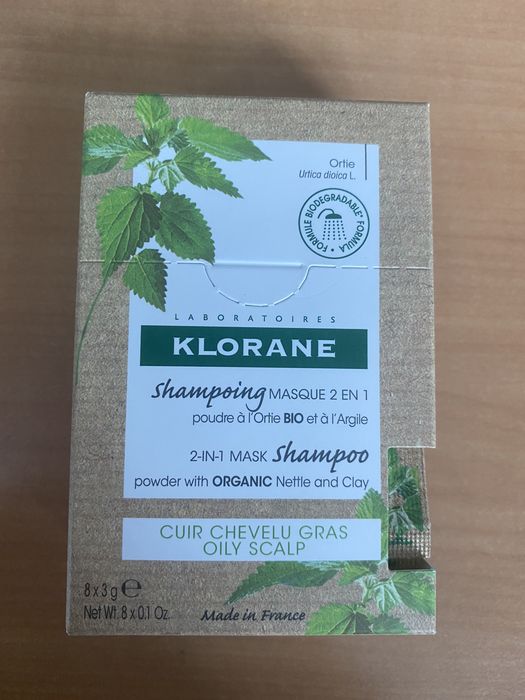 Ortie
Urtica dioica L.
FORMULE BIODEGRADABLE* FORMULA •
LABORATOIRES
KLORANE
Shampoing MASQUE 2 EN 1
poudre à l'Ortie BIO et à l'Argile
2-IN-1 MASK Shampoo
powder with ORGANIC Nettle and Clay
CUIR CHEVELU GRAS
OILY SCALP
8 x 3 g ℮
Net Wt. 8 x 0.1 Oz.
Made in France